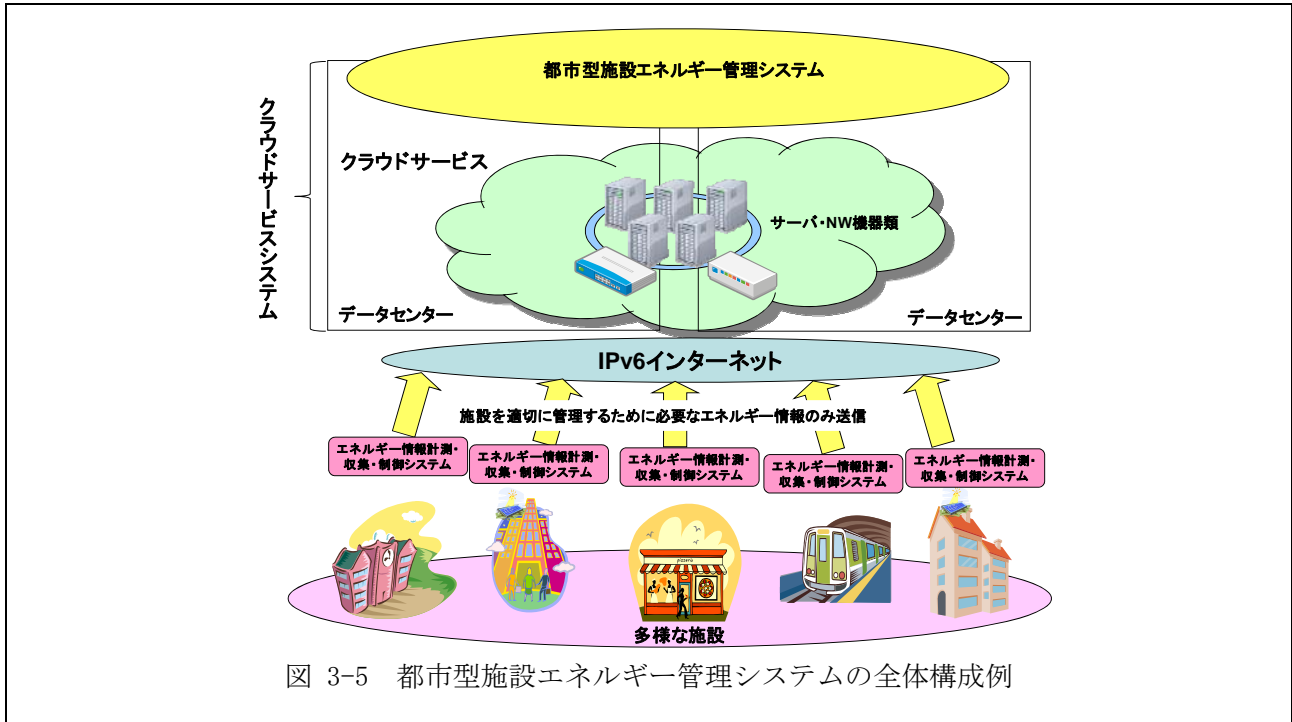 都市型施設エネルギー管理システム
クラウドサービスシステム
クラウドサービス
サーバ・NW機器類
データセンター
データセンター
IPv6インターネット
施設を適切に管理するために必要なエネルギー情報のみ送信
エネルギー情報計測・
収集・制御システム
エネルギー情報計測・
収集・制御システム
エネルギー情報計測・
収集・制御システム
エネルギー情報計測・
収集・制御システム
エネルギー情報計測・
収集・制御システム
pizzeria
多様な施設
図 3-5 都市型施設エネルギー管理システムの全体構成例